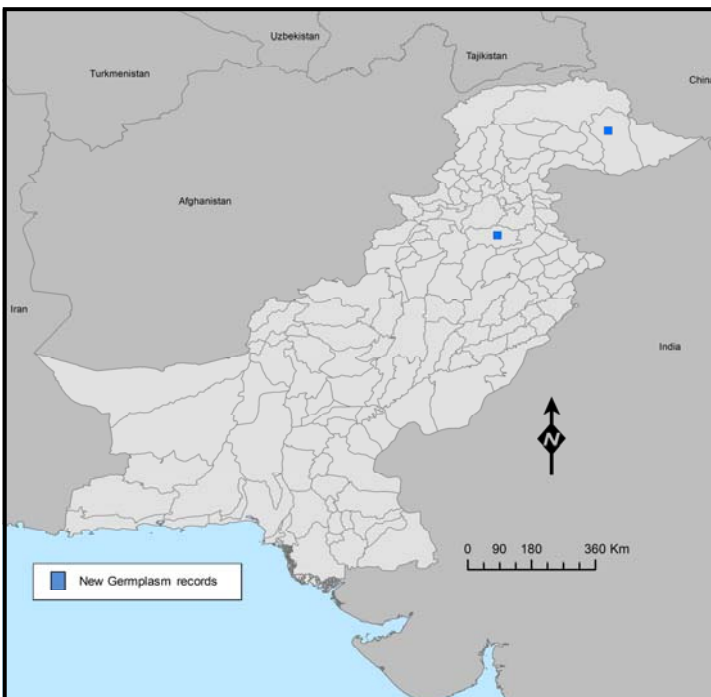 Uzbekistan
Tajikistan
Turkmenistan
China
Afghanistan
Iran
India
N
0 90 180 360 Km
New Germplasm records